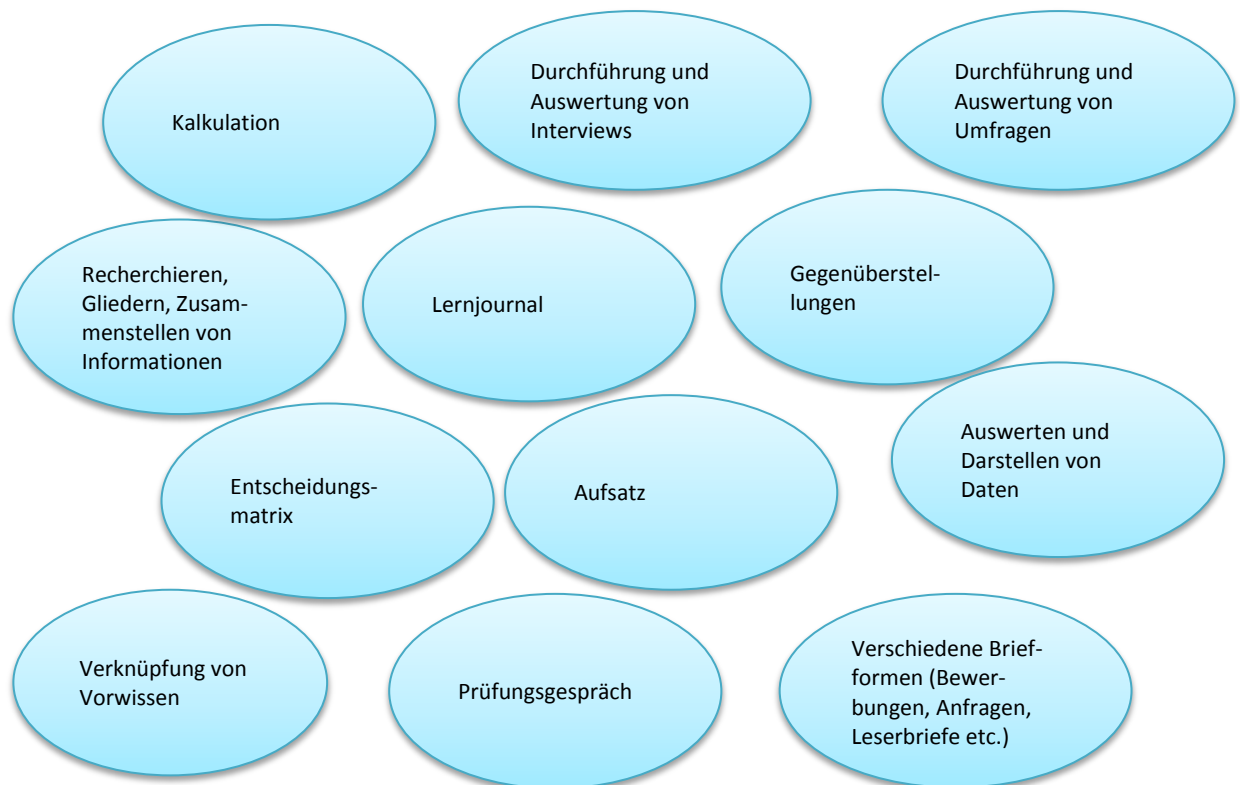 Kalkulation
Durchführung und
Auswertung von
Interviews
Durchführung und
Auswertung von
Umfragen
Recherchieren,
Gliedern, Zusam-
menstellen von
Informationen
Lernjournal
Gegenüberstel-
lungen
Entscheidungs-
matrix
Aufsatz
Auswerten und
Darstellen von
Daten
Verknüpfung von
Vorwissen
Prüfungsgespräch
Verschiedene Brief-
formen (Bewer-
bungen, Anfragen,
Leserbriefe etc.)